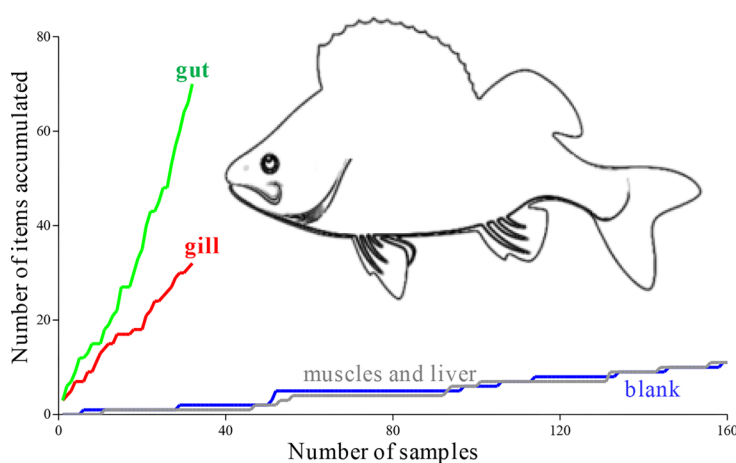 80
gut
60
40
gill
20
muscles and liver
blank
0
0
40
80
120
160
Number of items accumulated
Number of samples